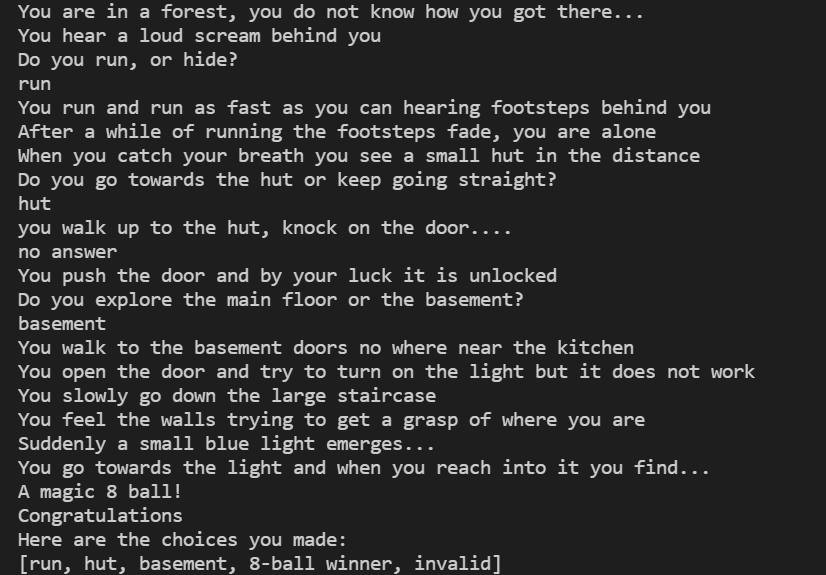 You are in a forest, you do not know how you got there...
You hear a loud scream behind you
Do you run, or hide?
run
You run and run as fast as you can hearing footsteps behind you
After a while of running the footsteps fade, you are alone
When you catch your breath you see a small hut in the distance
Do you go towards the hut or keep going straight?
hut
you walk up to the hut, knock on the door....
no answer
You push the door and by your luck it is unlocked
Do you explore the main floor or the basement?
basement
You walk to the basement doors no where near the kitchen
You open the door and try to turn on the light but it does not work
You slowly go down the large staircase
You feel the walls trying to get a grasp of where you are
Suddenly a small blue light emerges...
You go towards the light and when you reach into it you find...
A magic 8 ball!
Congratulations
Here are the choices you made:
[run, hut, basement, 8-ball winner, invalid]